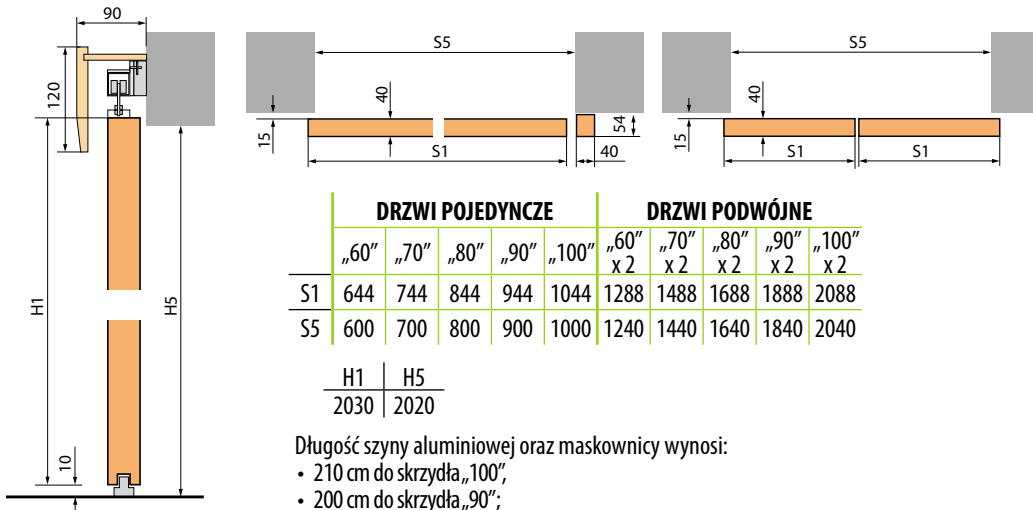 90
120
H1
H5
10
S5
40
15
S1
54
40
S5
40
15
S1
S1
DRZWI POJEDYNCZE DRZWI PODWÓJNE
„60” „70” „80” „90” „100” „60” x 2 „70” x 2 „80” x 2 „90” x 2 „100” x 2
S1 644 744 844 944 1044 1288 1488 1688 1888 2088
S5 600 700 800 900 1000 1240 1440 1640 1840 2040
H1 H5
2030 2020
Długość szyny aluminiowej oraz maskownicy wynosi:
• 210 cm do skrzydła „100”,
• 200 cm do skrzydła „90”;